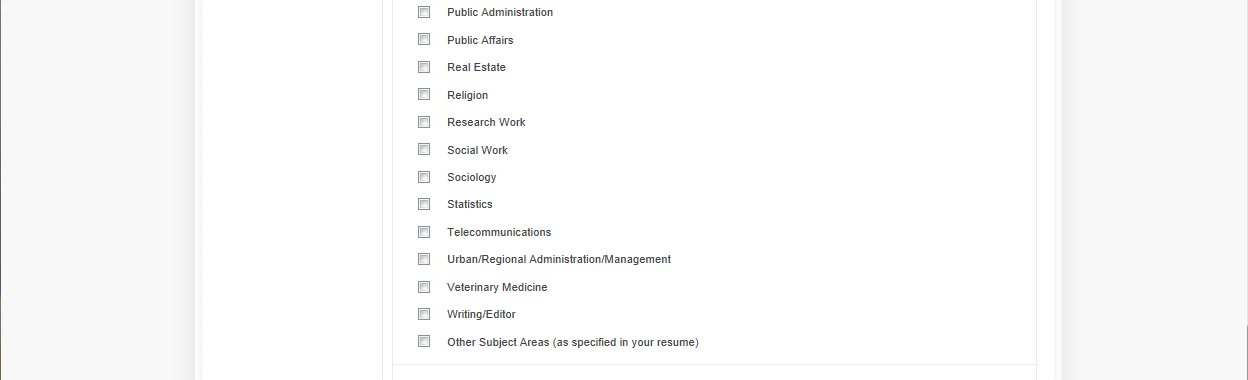 Public Administration
Public Affairs
Real Estate
Religion
Research Work
Social Work
Sociology
Statistics
Telecommunications
Urban/Regional Administration/Management
Veterinary Medicine
Writing/Editor
Other Subject Areas (as specified in your resume)